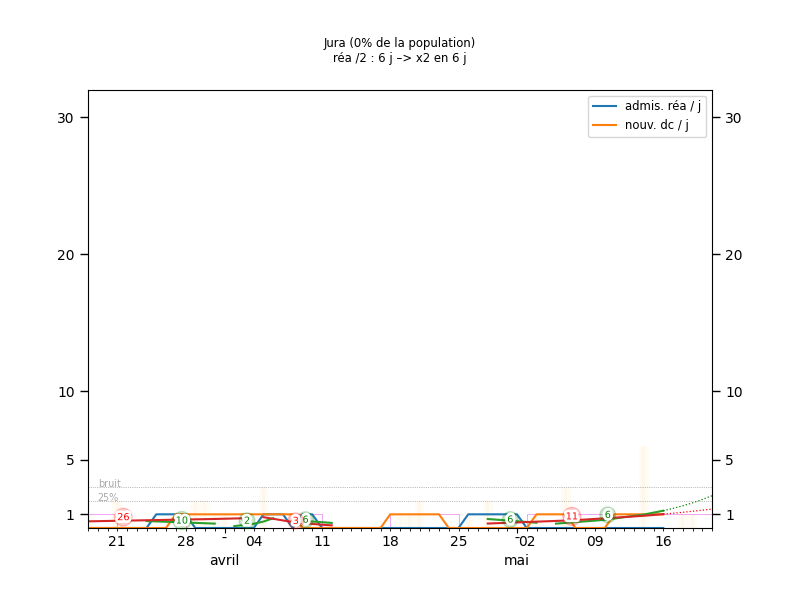 Jura (0% de la population)
réa /2 : 6 j –> x2 en 6 j
admis. réa / j
nouv. dc / j
30 30
20 20
10 10
5 5
bruit
25%
1 26 10 2 3 6 6 11 6 1
21 28 - 04 11 18 25 - 02 09 16
avril mai